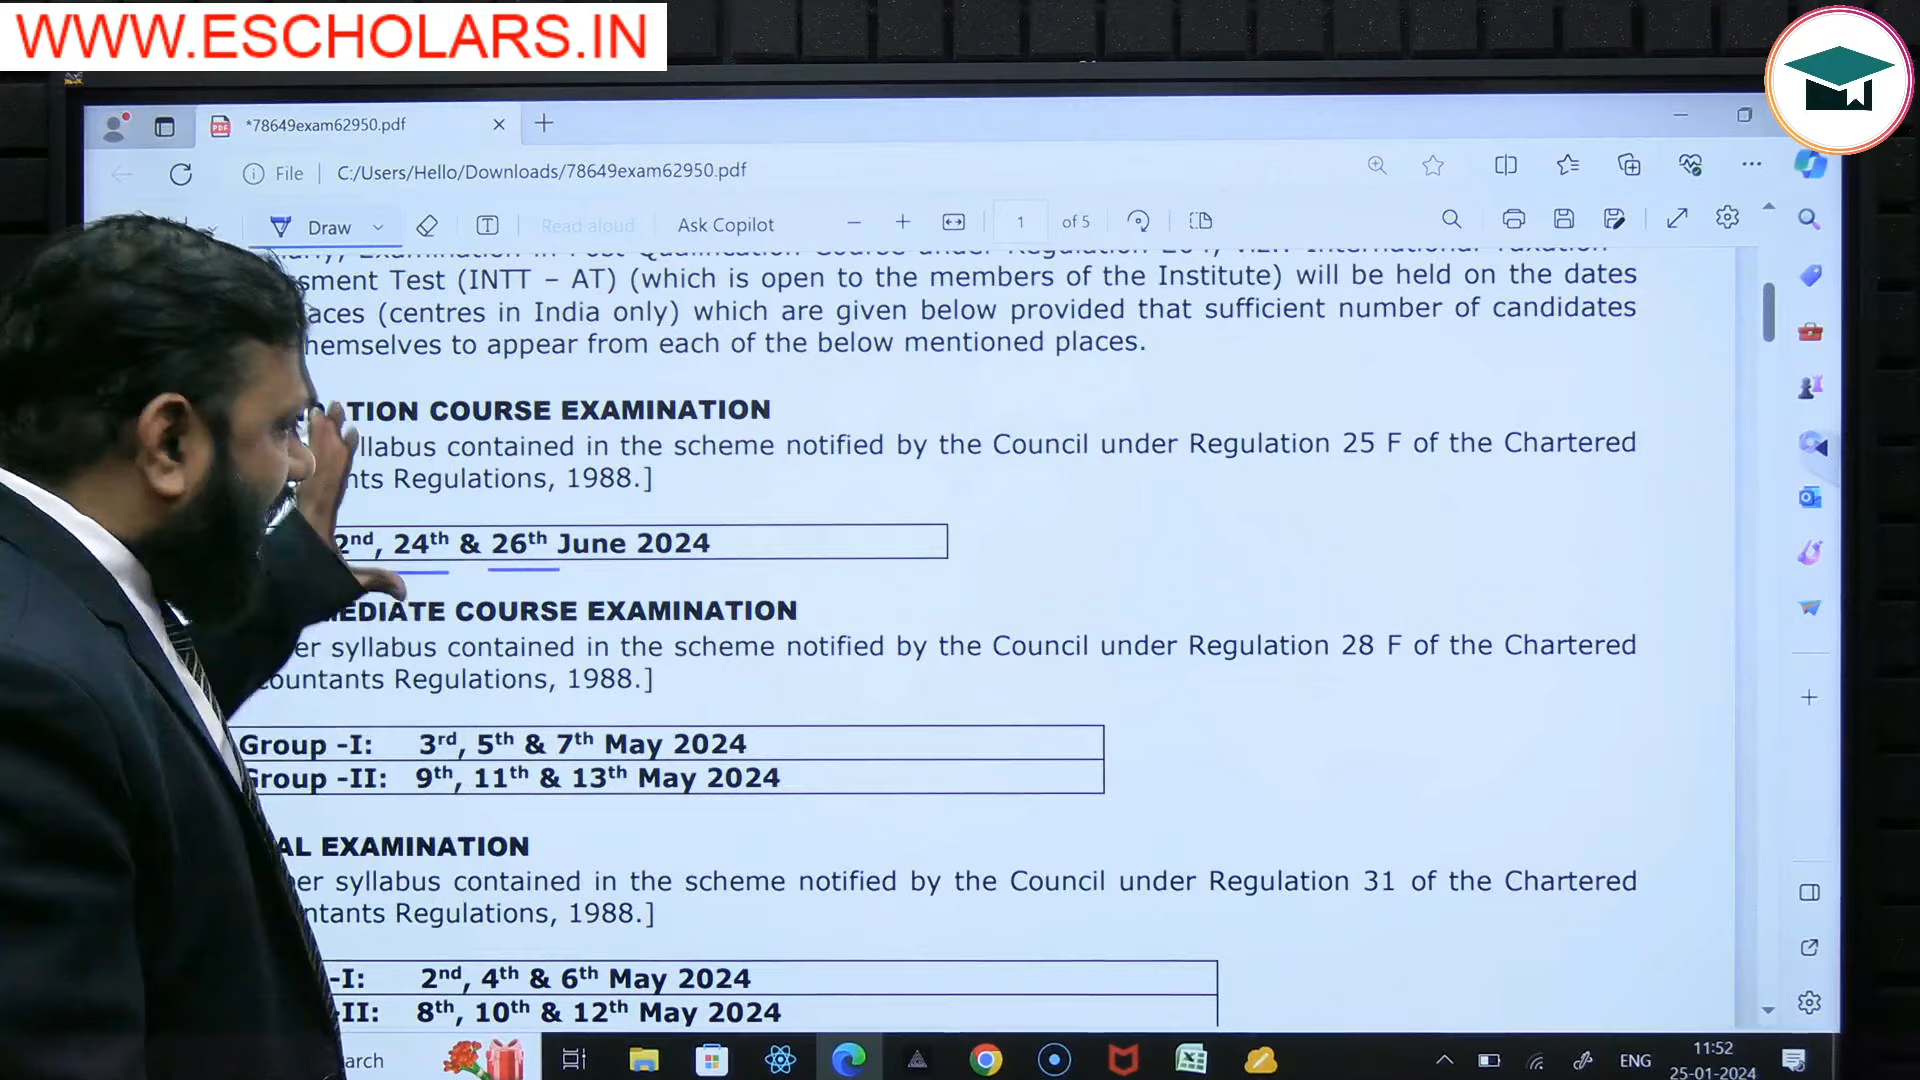 WWW.ESCHOLARS.IN
*78649exam62950.pdf
File C:/Users/Hello/Downloads/78649exam62950.pdf
Draw Read aloud Ask Copilot 1 of 5
sment Test (INTT – AT) (which is open to the members of the Institute) will be held on the dates
aces (centres in India only) which are given below provided that sufficient number of candidates
hemselves to appear from each of the below mentioned places.
TION COURSE EXAMINATION
yllabus contained in the scheme notified by the Council under Regulation 25 F of the Chartered
nts Regulations, 1988.]
2nd, 24th & 26th June 2024
MEDIATE COURSE EXAMINATION
er syllabus contained in the scheme notified by the Council under Regulation 28 F of the Chartered
countants Regulations, 1988.]
Group -I: 3rd, 5th & 7th May 2024
Group -II: 9th, 11th & 13th May 2024
AL EXAMINATION
er syllabus contained in the scheme notified by the Council under Regulation 31 of the Chartered
ntants Regulations, 1988.]
-I: 2nd, 4th & 6th May 2024
-II: 8th, 10th & 12th May 2024
earch
ENG
11:52
25-01-2024